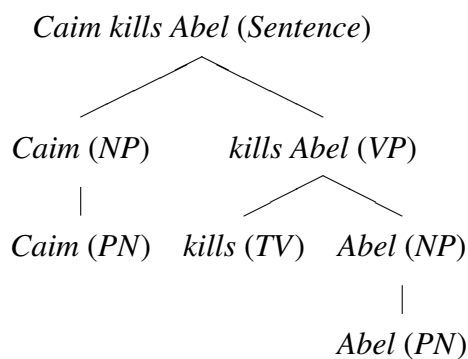 Caim kills Abel (Sentence)
Caim (NP) kills Abel (VP)
Caim (PN) kills (TV) Abel (NP)
Abel (PN)